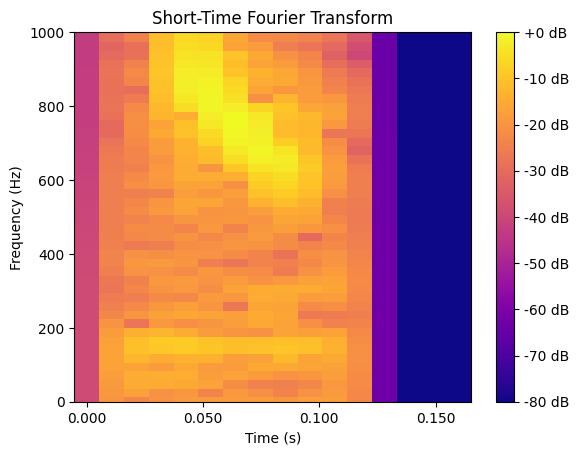 Short-Time Fourier Transform
1000
800
600
400
200
0
Frequency (Hz)
0.000
0.050
0.100
0.150
Time (s)
+0 dB
-10 dB
-20 dB
-30 dB
-40 dB
-50 dB
-60 dB
-70 dB
-80 dB